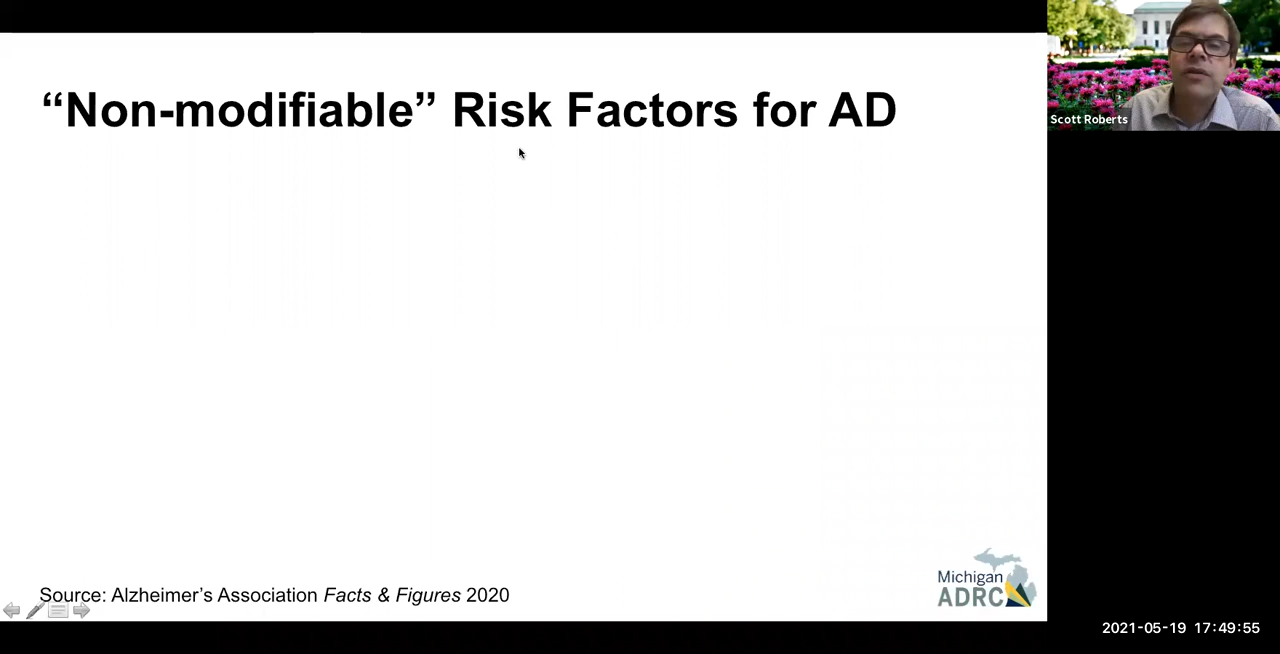 “Non-modifiable” Risk Factors for AD
Scott Roberts
Source: Alzheimer’s Association Facts & Figures 2020
Michigan
ADRC
2021-05-19 17:49:55